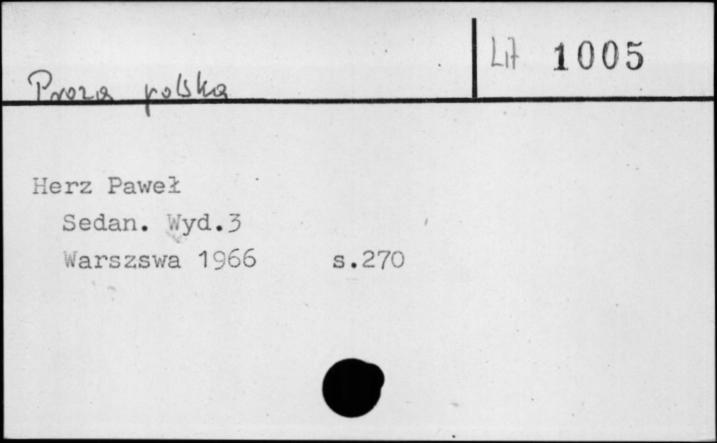 Lit 1005
Proza polska
Herz Paweł
Sedan. Wyd.3
Warszswa 1966 s.270